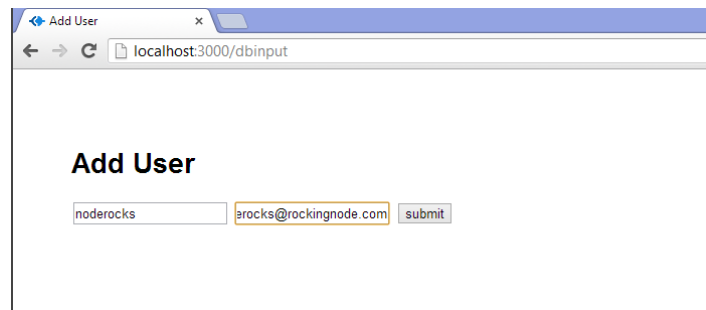 Add User
localhost:3000/dbinput
Add User
noderocks erocks@rockingnode.com submit